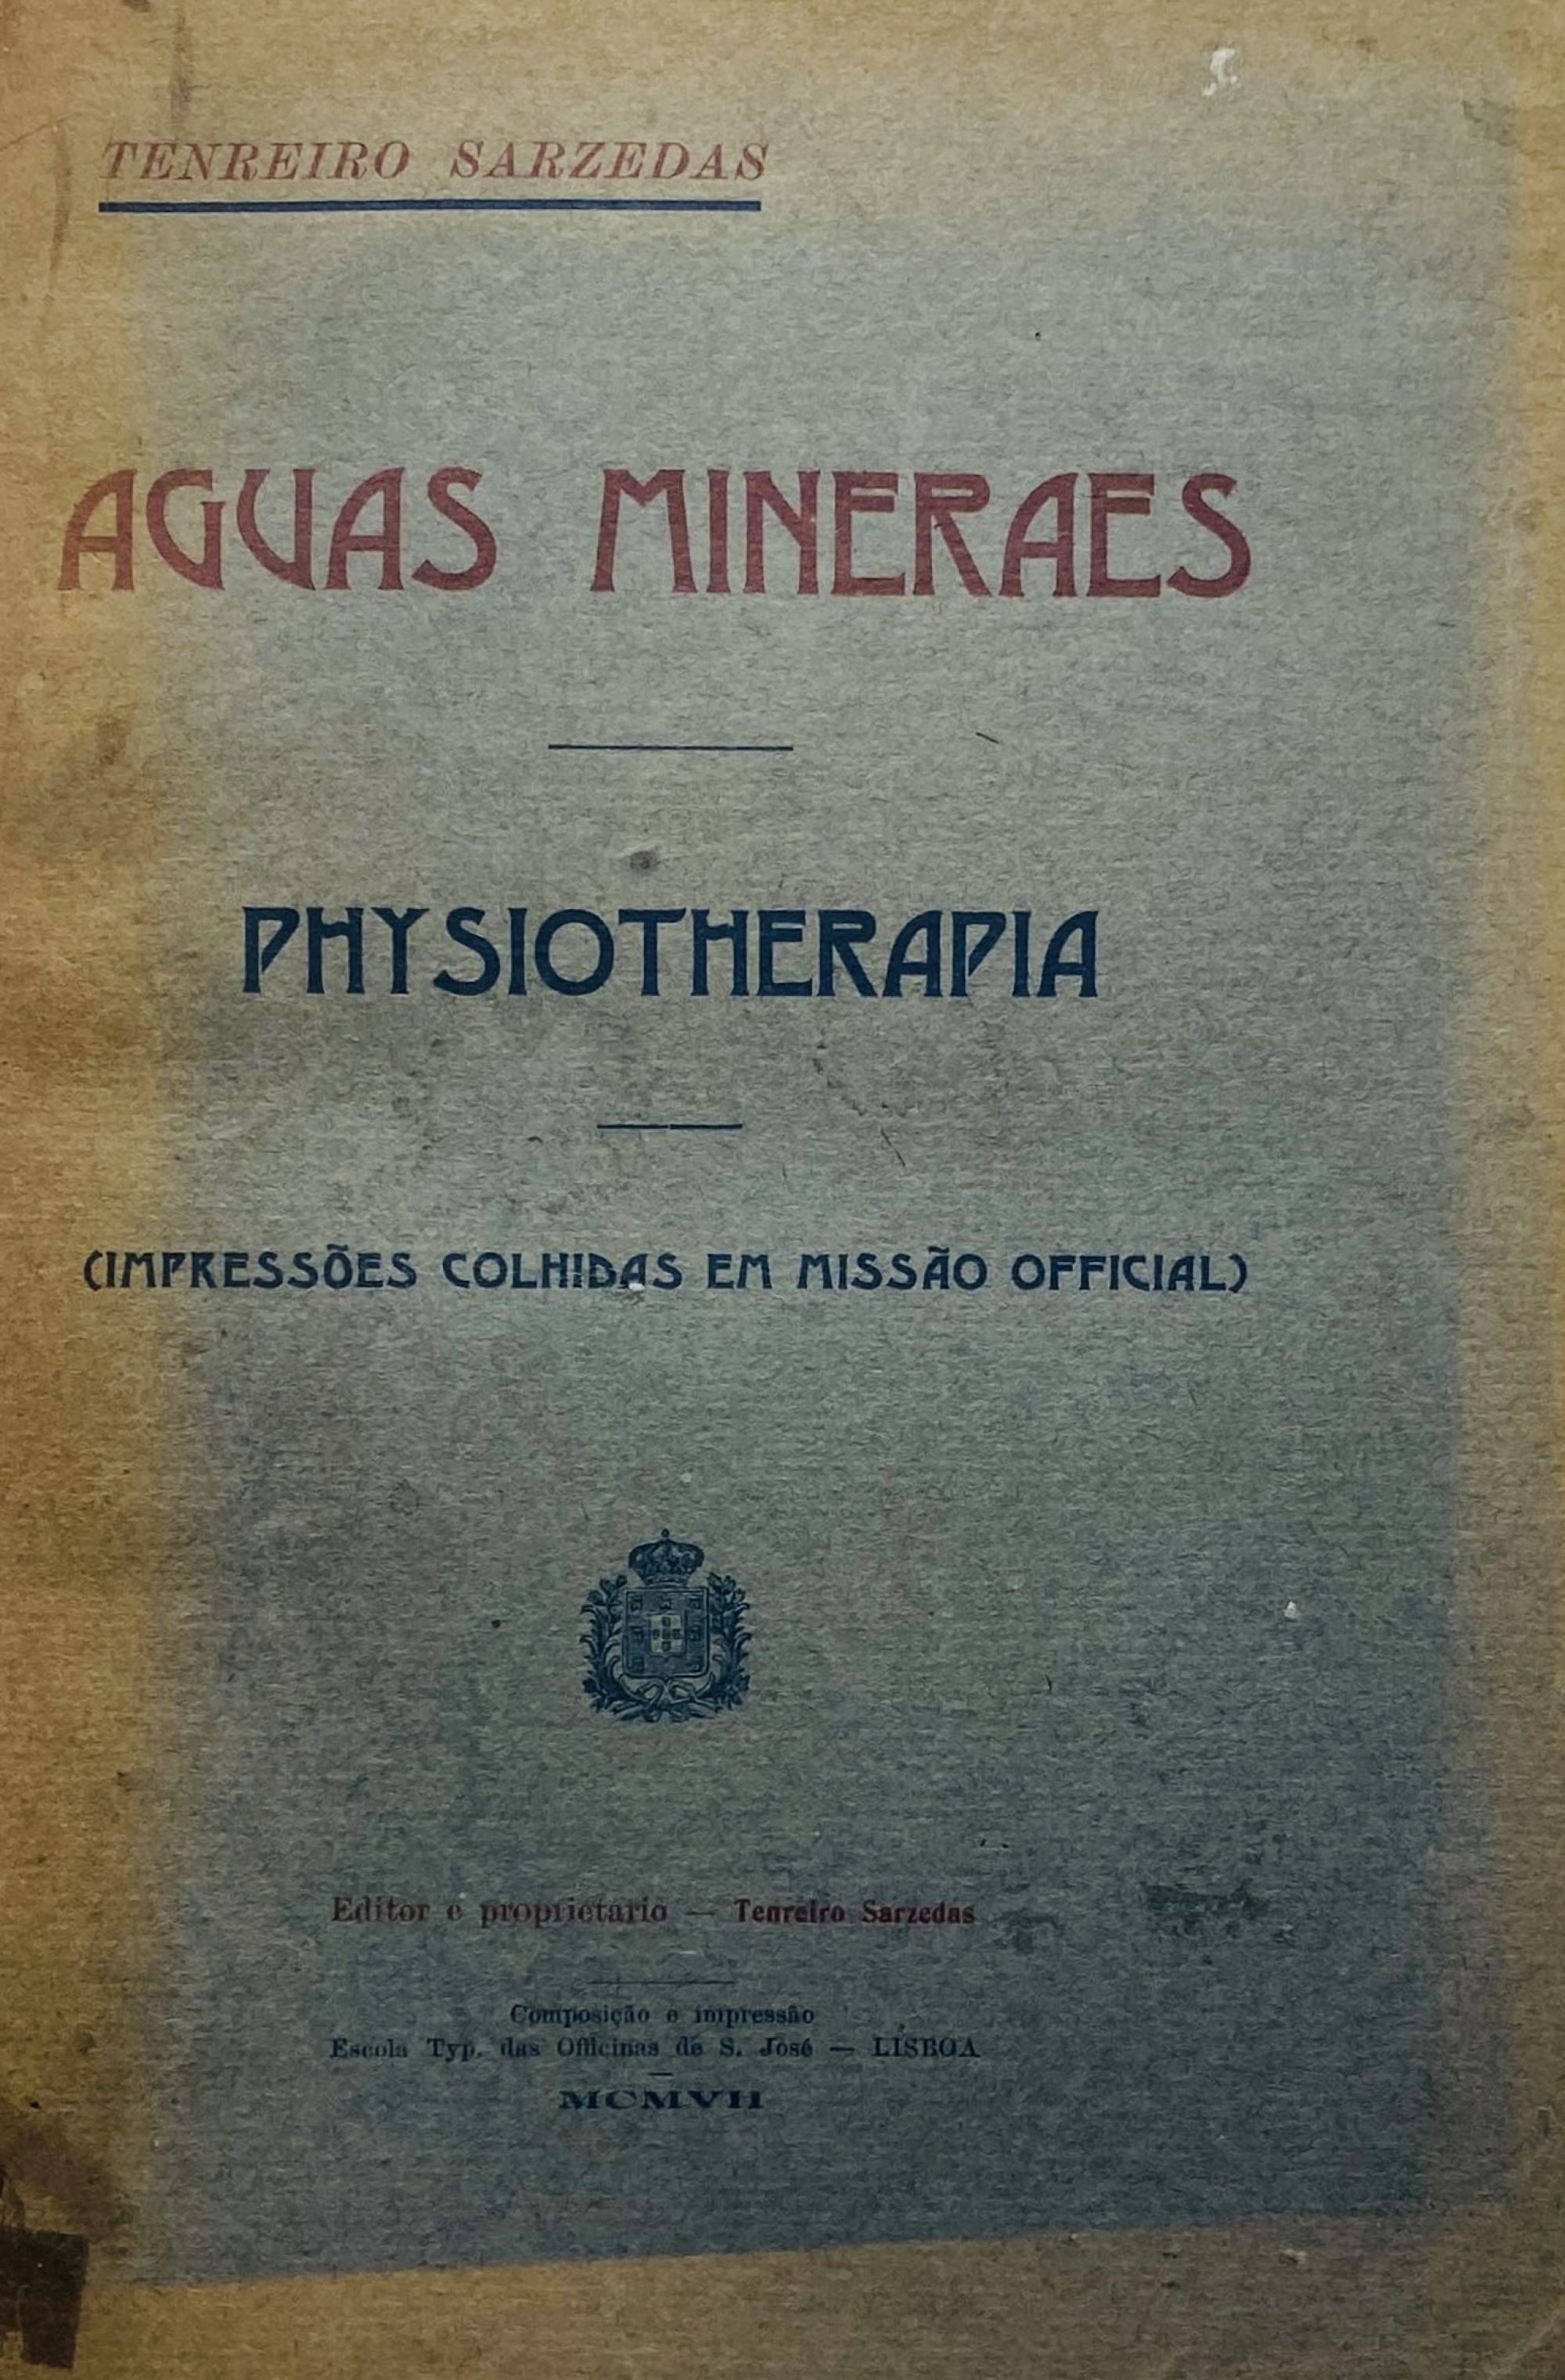 TENREIRO SARZEDAS
AGUAS MINERAES
PHYSIOTHERAPIA
(IMPRESSÕES COLHIDAS EM MISSÃO OFFICIAL)
Editor e proprietario — Tenreiro Sarzedas
Composição e impressão
Escola Typ. das Officinas de S. José — LISBOA
MCMVII